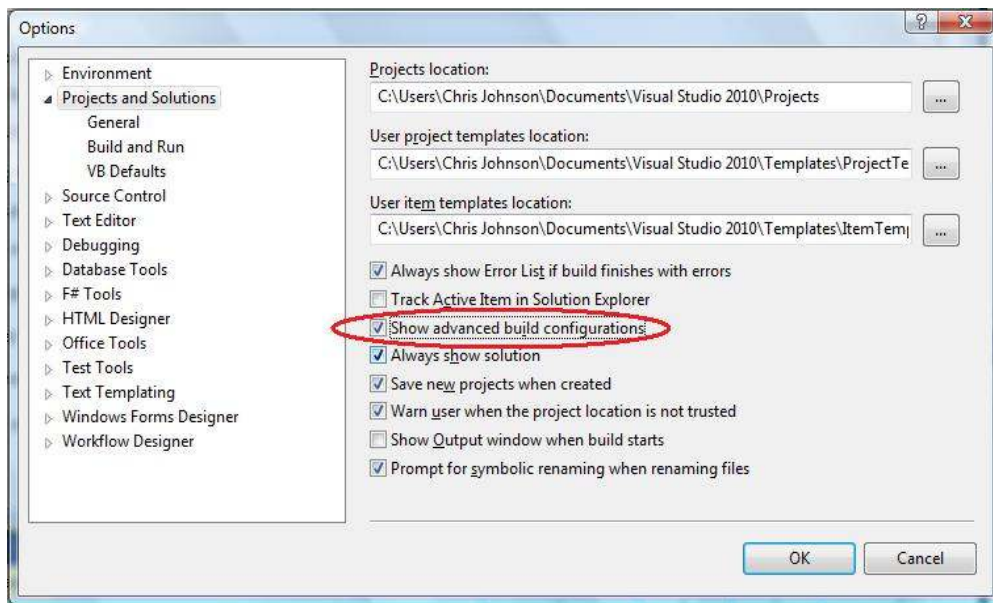 Options
Environment
Projects and Solutions
General
Build and Run
VB Defaults
Source Control
Text Editor
Debugging
Database Tools
F# Tools
HTML Designer
Office Tools
Test Tools
Text Templating
Windows Forms Designer
Workflow Designer
Projects location:
C:\Users\Chris Johnson\Documents\Visual Studio 2010\Projects
...
User project templates location:
C:\Users\Chris Johnson\Documents\Visual Studio 2010\Templates\ProjectTe
...
User item templates location:
C:\Users\Chris Johnson\Documents\Visual Studio 2010\Templates\ItemTemp
...
Always show Error List if build finishes with errors
Track Active Item in Solution Explorer
Show advanced build configurations
Always show solution
Save new projects when created
Warn user when the project location is not trusted
Show Output window when build starts
Prompt for symbolic renaming when renaming files
OK
Cancel